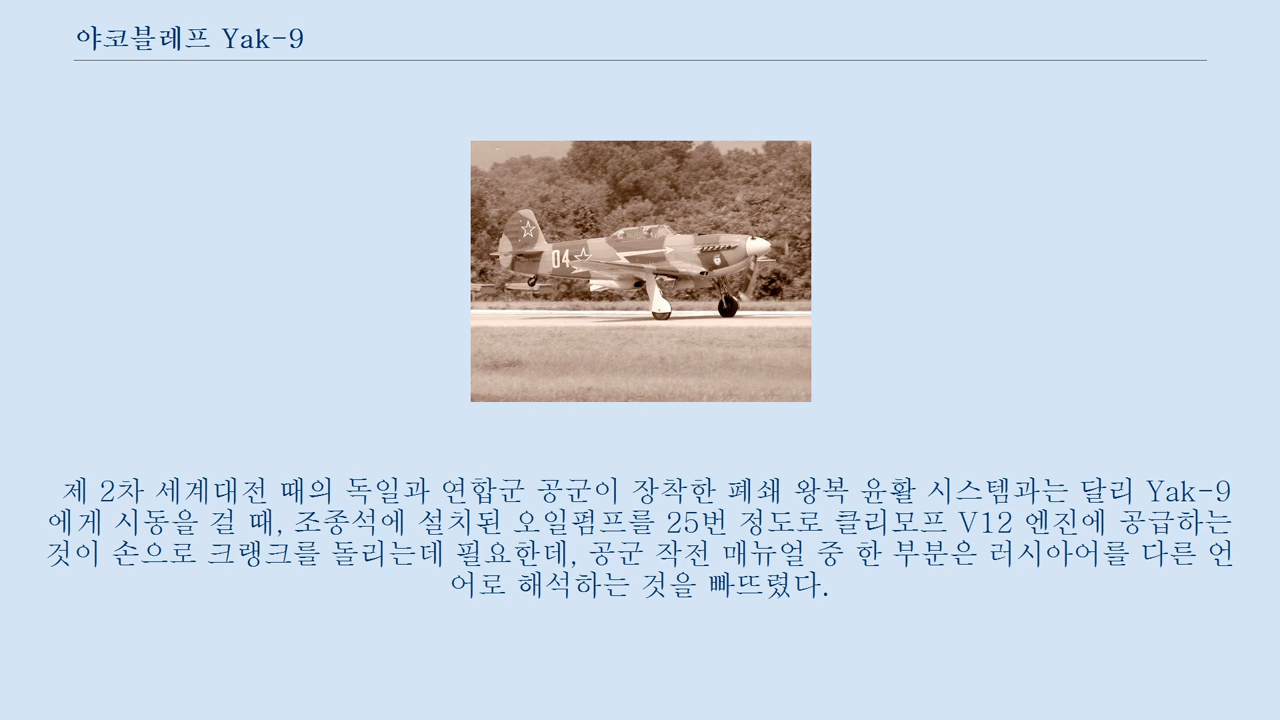 야코블레프 Yak-9
04
제 2차 세계대전 때의 독일과 연합군 공군이 장착한 폐쇄 왕복 윤활 시스템과는 달리 Yak-9
에게 시동을 걸 때, 조종석에 설치된 오일펌프를 25번 정도로 클리모프 V12 엔진에 공급하는
것이 손으로 크랭크를 돌리는데 필요한데, 공군 작전 매뉴얼 중 한 부분은 러시아어를 다른 언
어로 해석하는 것을 빠뜨렸다.